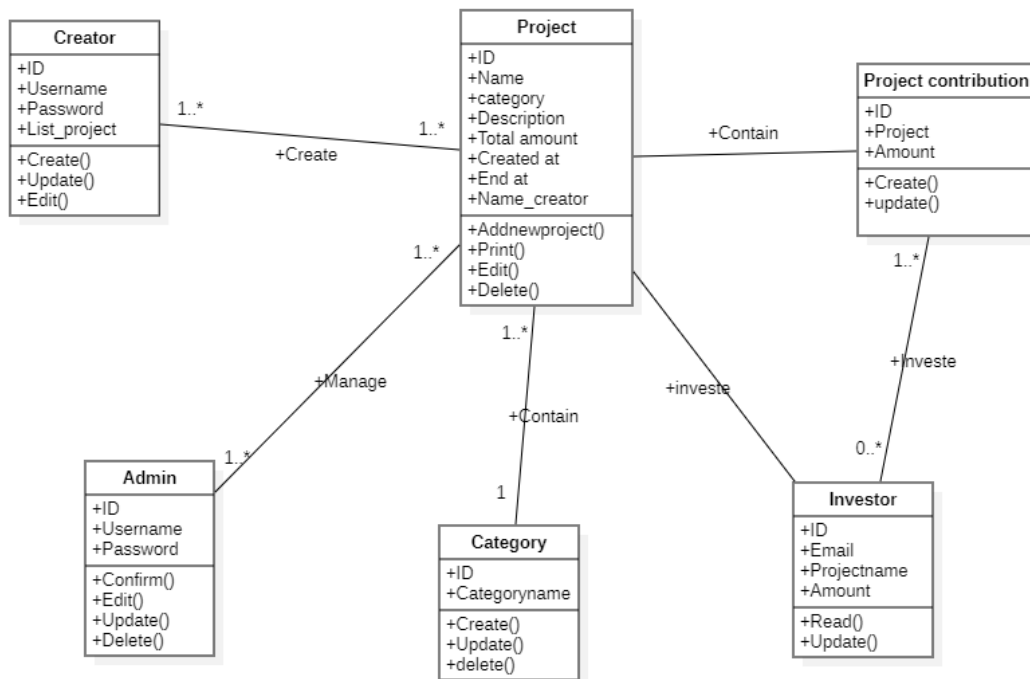 Creator
+ID
+Username
+Password
+List_project
+Create()
+Update()
+Edit()
1..*
1..*
+Create
Project
+ID
+Name
+category
+Description
+Total amount
+Created at
+End at
+Name_creator
+Addnewproject()
+Print()
+Edit()
+Delete()
+Contain
Project contribution
+ID
+Project
+Amount
+Create()
+update()
1..*
+Manage
1..*
1..*
+Contain
1
+investe
1..*
+Investe
0..*
Admin
+ID
+Username
+Password
+Confirm()
+Edit()
+Update()
+Delete()
Category
+ID
+Categoryname
+Create()
+Update()
+delete()
Investor
+ID
+Email
+Projectname
+Amount
+Read()
+Update()